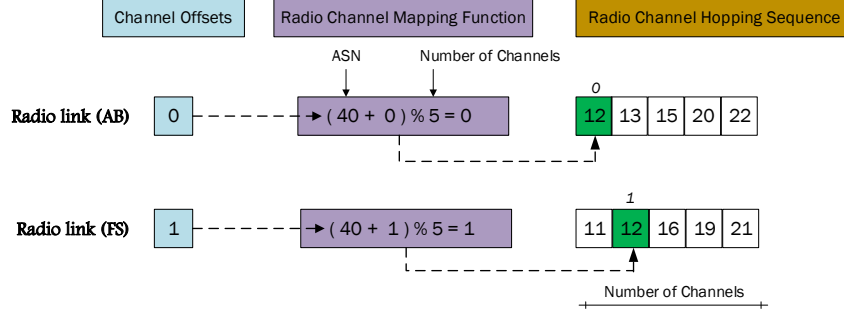 Channel Offsets Radio Channel Mapping Function Radio Channel Hopping Sequence
ASN Number of Channels
0
Radio link (AB) 0 ( 40 + 0 ) % 5 = 0 12 13 15 20 22
1
Radio link (FS) 1 (40 + 1 ) % 5 = 1 11 12 16 19 21
Number of Channels